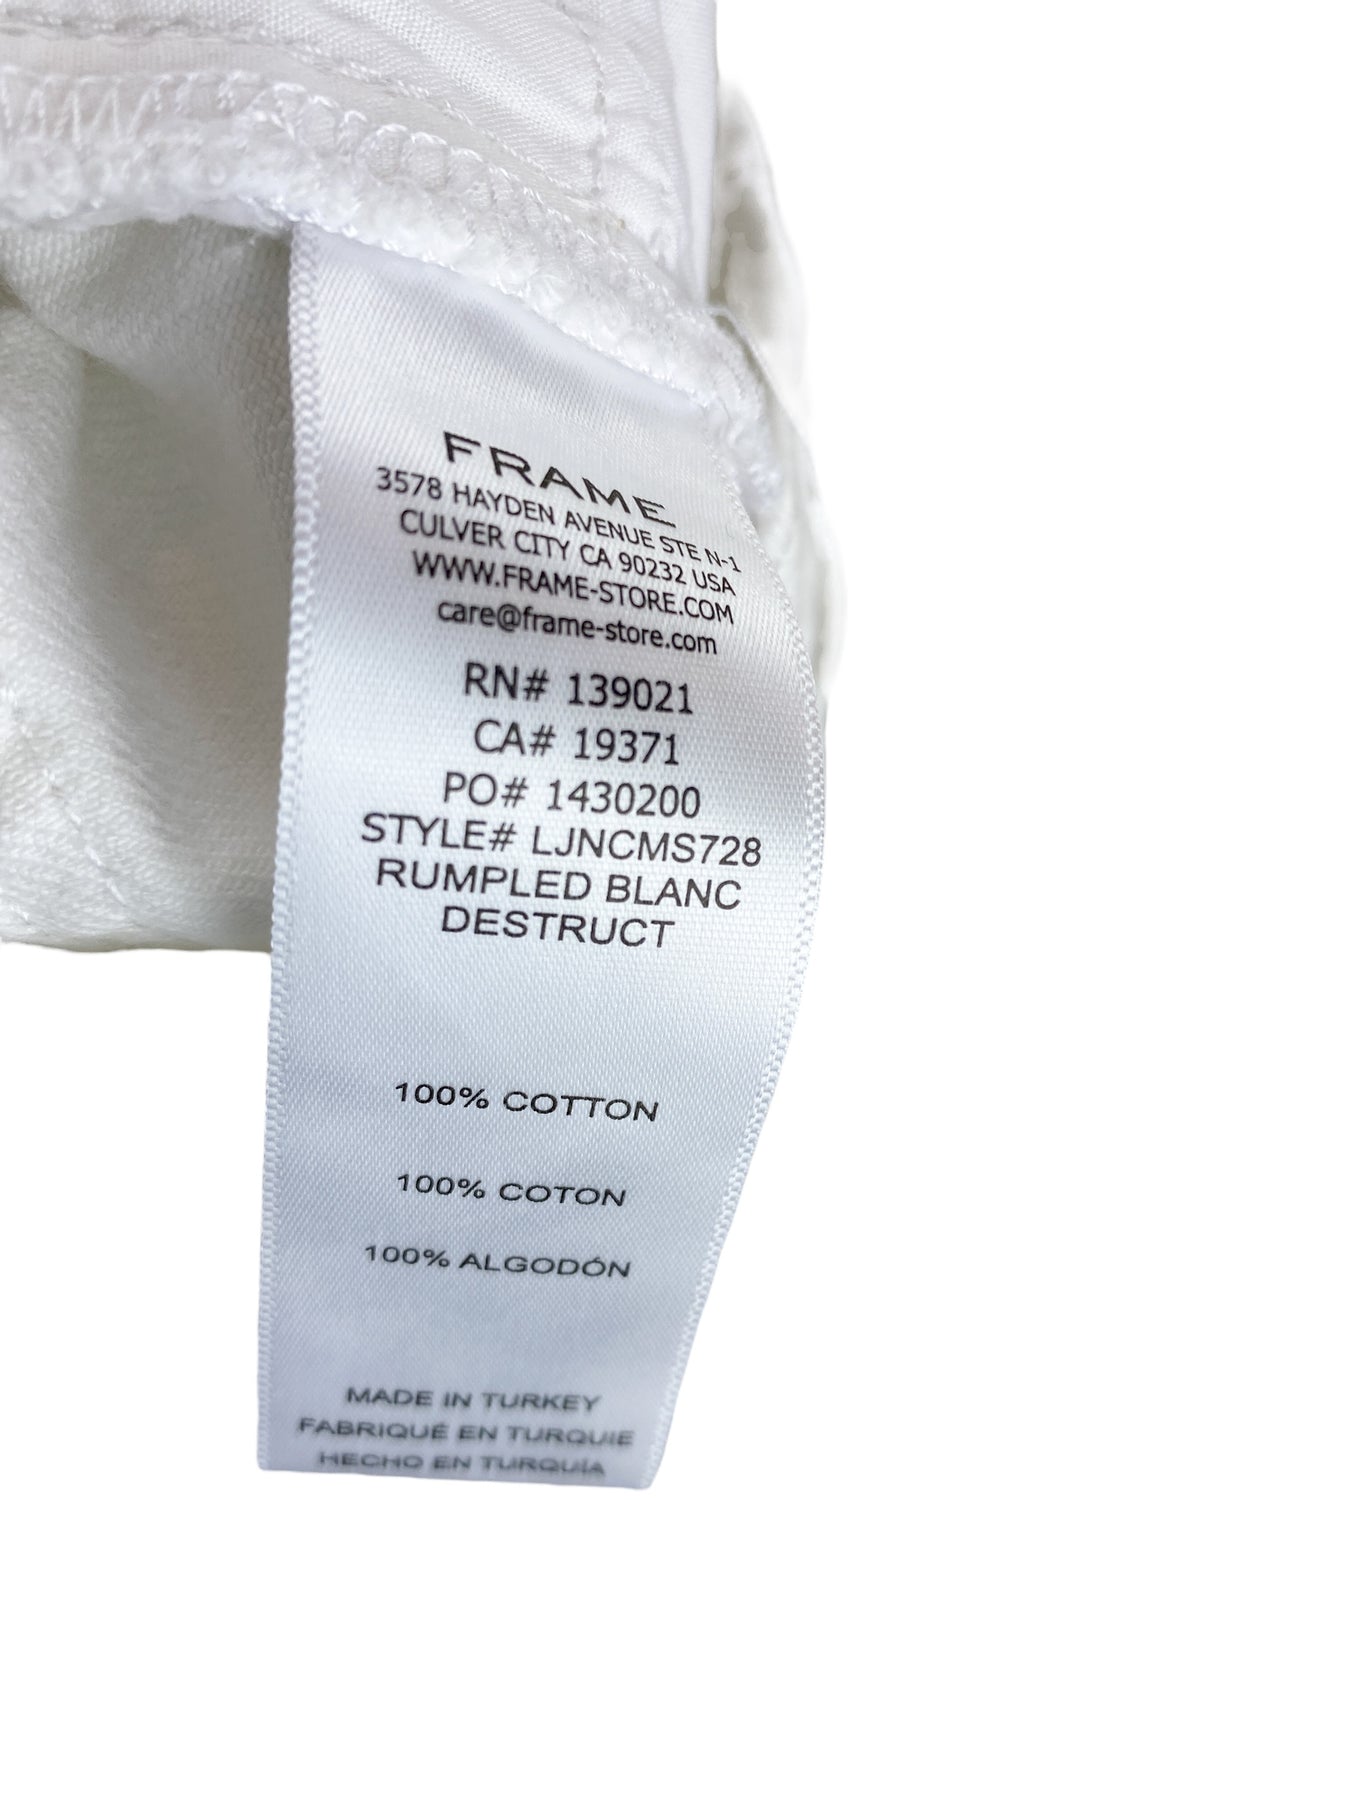 FRAME
3578 HAYDEN AVENUE STE N-1
CULVER CITY CA 90232 USA
WWW.FRAME-STORE.COM
care@frame-store.com
RN# 139021
CA# 19371
PO# 1430200
STYLE# LJNCMS728
RUMPLED BLANC
DESTRUCT
100% COTTON
100% COTON
100% ALGODÓN
MADE IN TURKEY
FABRIQUÉ EN TURQUIE
HECHO EN TURQUÍA